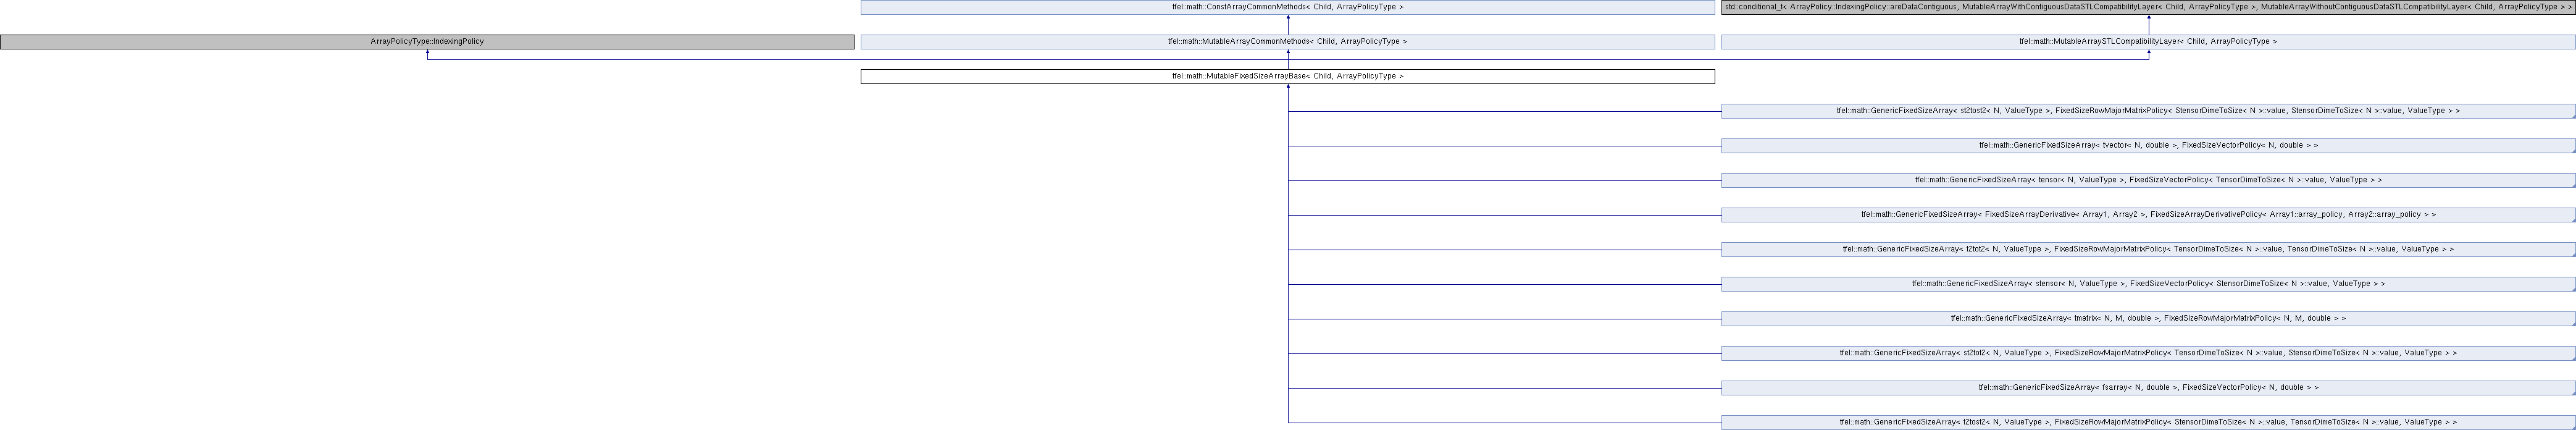 tfel::math::ConstArrayCommonMethods< Child, ArrayPolicyType >
std::conditional_t< ArrayPolicy::IndexingPolicy::areDataContiguous, MutableArrayWithContiguousDataSTLCompatibilityLayer< Child, ArrayPolicyType >, MutableArrayWithoutContiguousDataSTLCompatibilityLayer< Child, ArrayPolicyType > >
ArrayPolicyType::IndexingPolicy
tfel::math::MutableArrayCommonMethods< Child, ArrayPolicyType >
tfel::math::MutableArraySTLCompatibilityLayer< Child, ArrayPolicyType >
tfel::math::MutableFixedSizeArrayBase< Child, ArrayPolicyType >
tfel::math::GenericFixedSizeArray< st2tost2< N, ValueType >, FixedSizeRowMajorMatrixPolicy< StensorDimeToSize< N >::value, StensorDimeToSize< N >::value, ValueType > >
tfel::math::GenericFixedSizeArray< tvector< N, double >, FixedSizeVectorPolicy< N, double > >
tfel::math::GenericFixedSizeArray< tensor< N, ValueType >, FixedSizeVectorPolicy< TensorDimeToSize< N >::value, ValueType > >
tfel::math::GenericFixedSizeArray< FixedSizeArrayDerivative< Array1, Array2 >, FixedSizeArrayDerivativePolicy< Array1::array_policy, Array2::array_policy > >
tfel::math::GenericFixedSizeArray< t2tot2< N, ValueType >, FixedSizeRowMajorMatrixPolicy< TensorDimeToSize< N >::value, TensorDimeToSize< N >::value, ValueType > >
tfel::math::GenericFixedSizeArray< stensor< N, ValueType >, FixedSizeVectorPolicy< StensorDimeToSize< N >::value, ValueType > >
tfel::math::GenericFixedSizeArray< tmatrix< N, M, double >, FixedSizeRowMajorMatrixPolicy< N, M, double > >
tfel::math::GenericFixedSizeArray< st2tot2< N, ValueType >, FixedSizeRowMajorMatrixPolicy< TensorDimeToSize< N >::value, StensorDimeToSize< N >::value, ValueType > >
tfel::math::GenericFixedSizeArray< fsarray< N, double >, FixedSizeVectorPolicy< N, double > >
tfel::math::GenericFixedSizeArray< t2tost2< N, ValueType >, FixedSizeRowMajorMatrixPolicy< StensorDimeToSize< N >::value, TensorDimeToSize< N >::value, ValueType > >